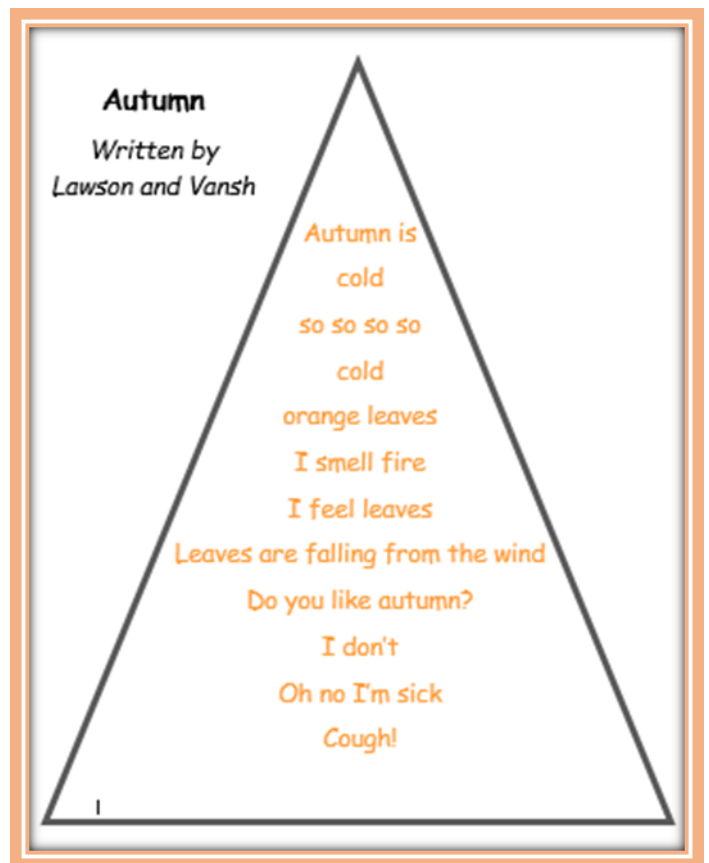 Autumn
Written by
Lawson and Vansh
Autumn is
cold
so so so so
cold
orange leaves
I smell fire
I feel leaves
Leaves are falling from the wind
Do you like autumn?
I don't
Oh no I'm sick
Cough!